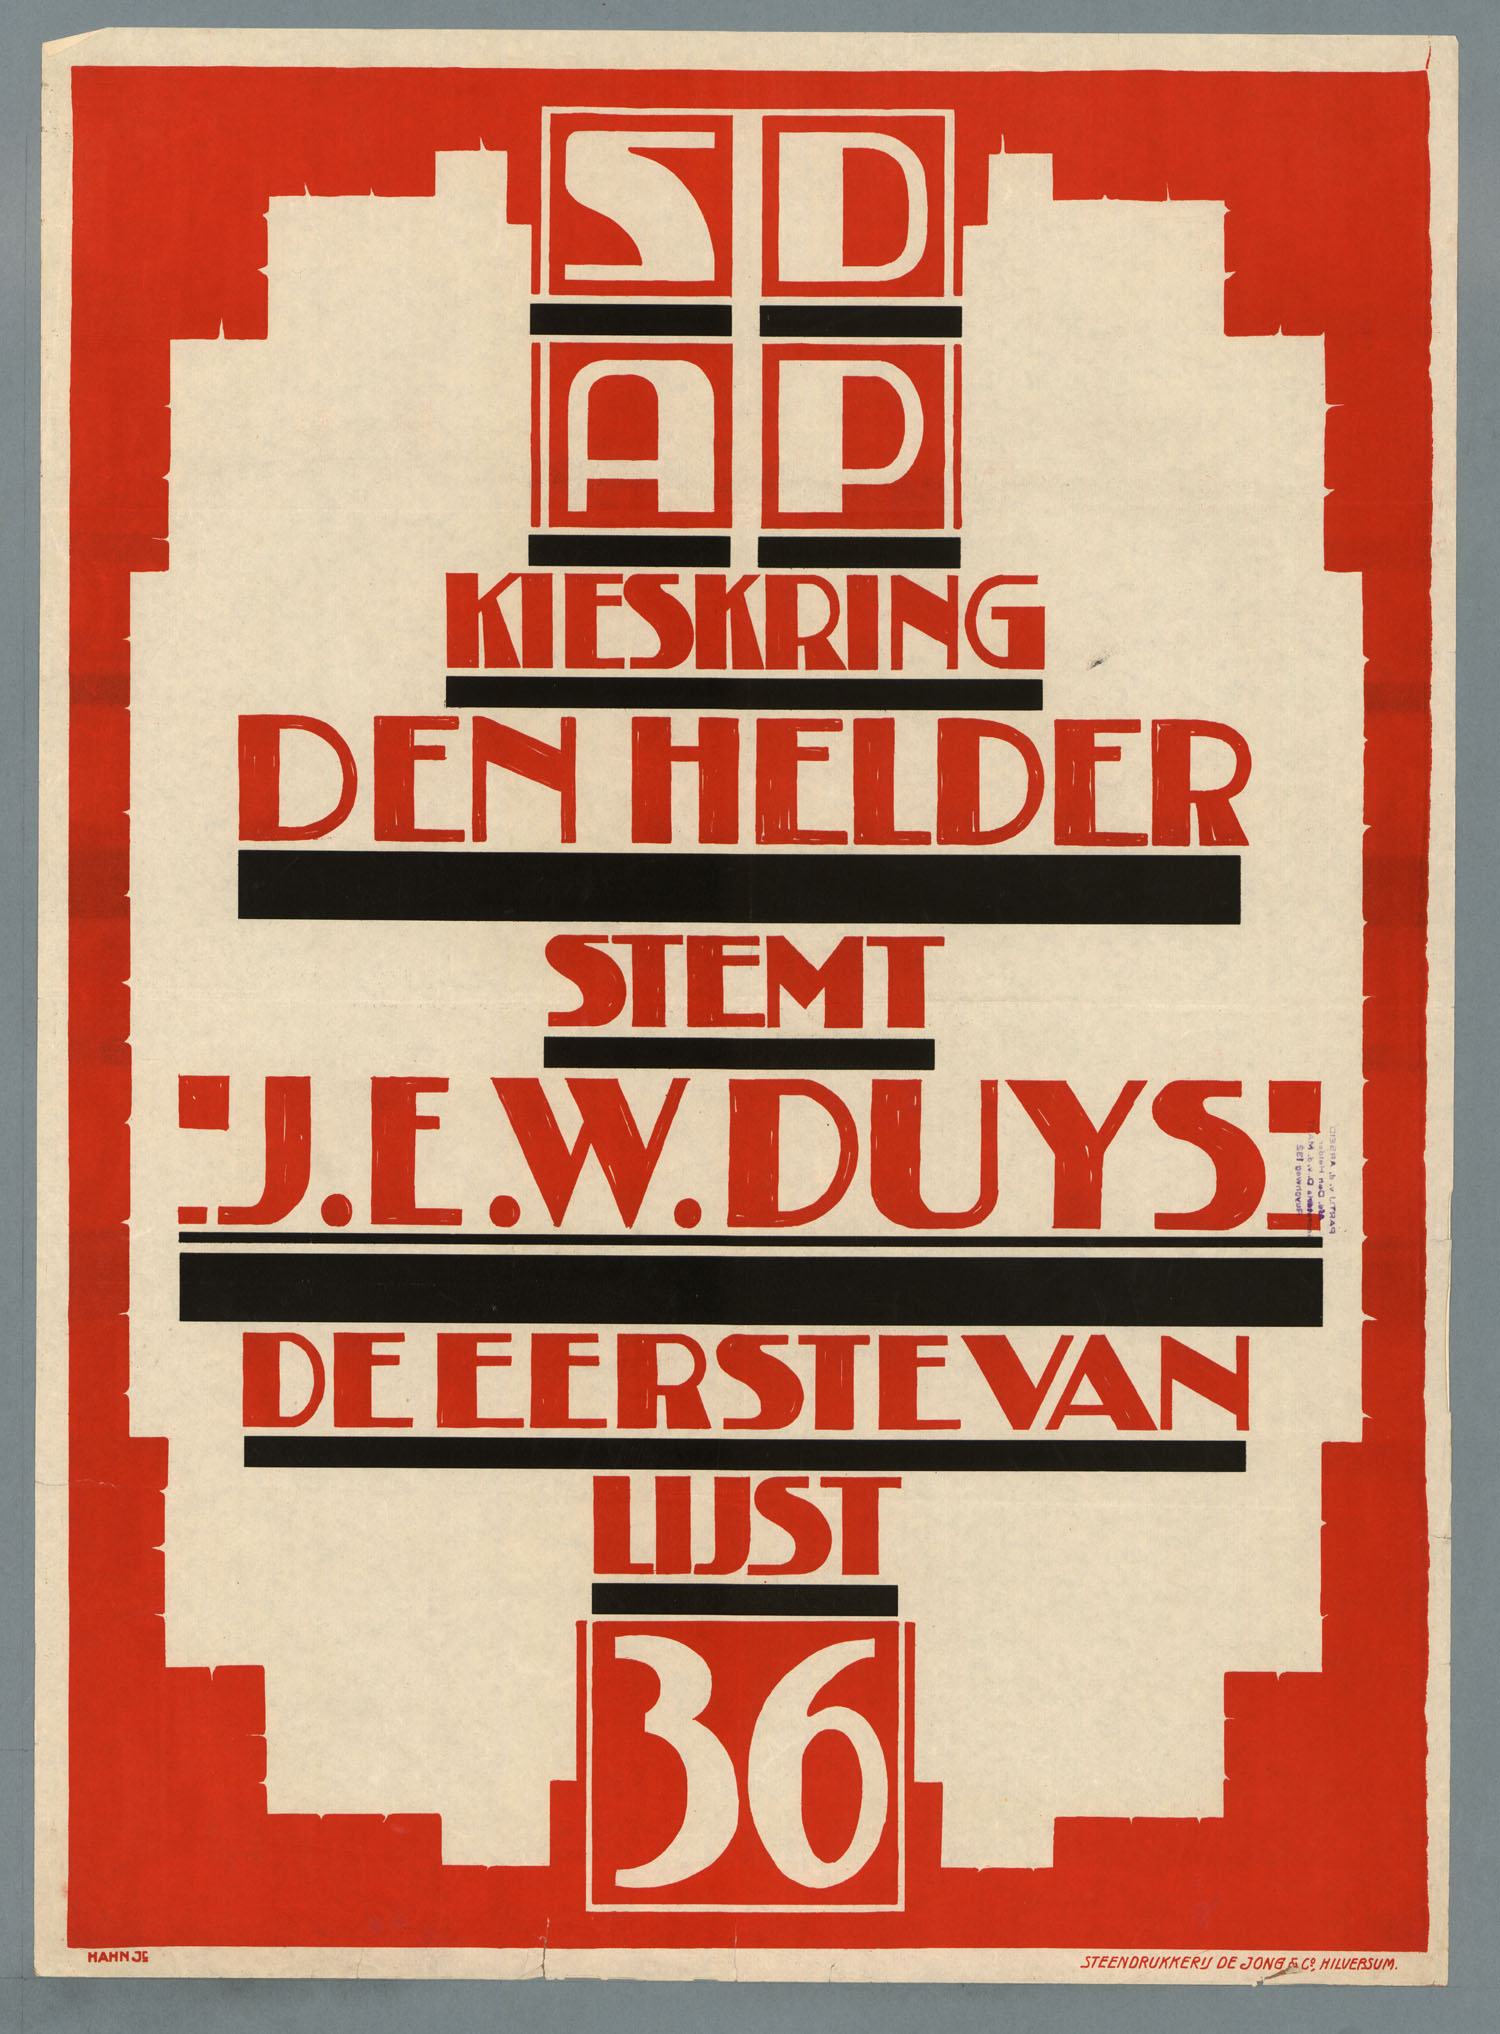 SD
AP
KIESKRING
DEN HELDER
STEMT
J.E.W. DUYS
DE EERSTE VAN
LIJST
36
HAHN JR
STEENDRUKKERIJ DE JONG & Co, HILVERSUM.